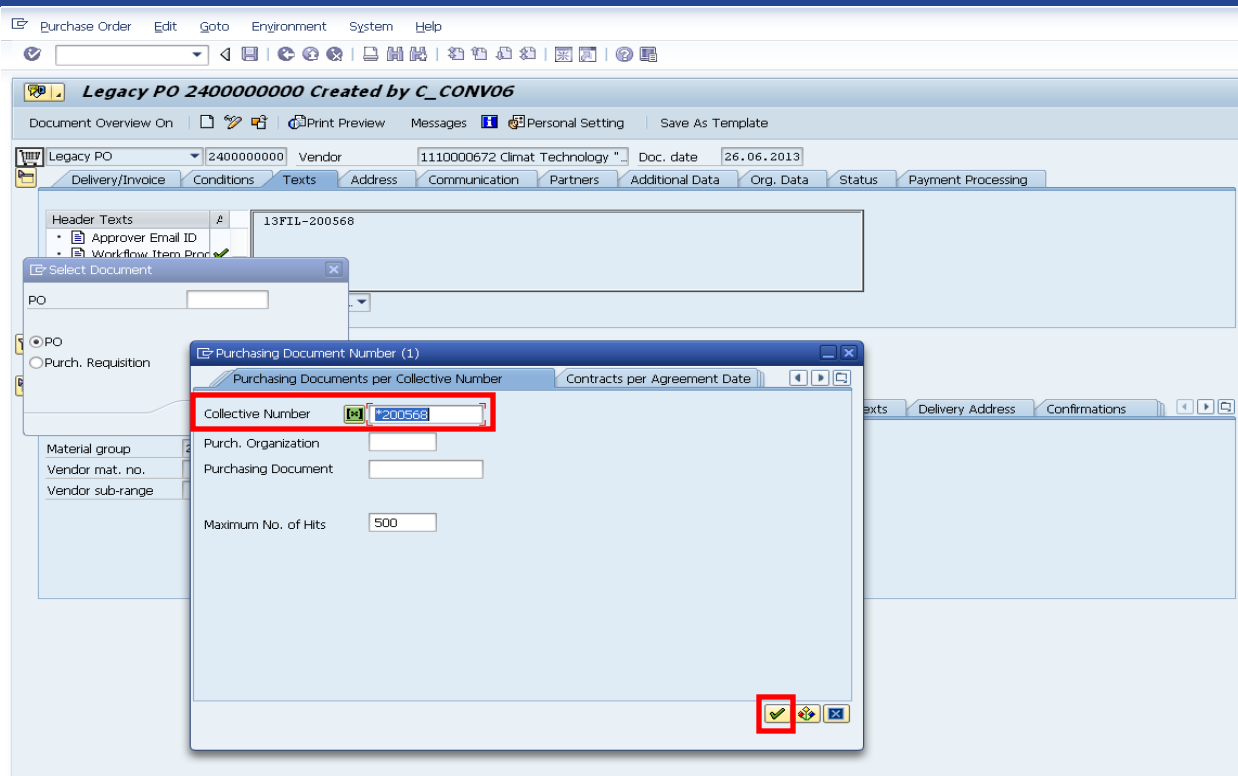 Purchase Order Edit Goto Environment System Help
Legacy PO 2400000000 Created by C_CONV06
Document Overview On Print Preview Messages Personal Setting Save As Template
Legacy PO 2400000000 Vendor 1110000672 Climat Technology ".. Doc. date 26.06.2013
Delivery/Invoice Conditions Texts Address Communication Partners Additional Data Org. Data Status Payment Processing
Header Texts
13FIL-200568
Approver Email ID
Workflow Item Proc
Select Document
PO
PO
Purch. Requisition
Purchasing Document Number (1)
Purchasing Documents per Collective Number Contracts per Agreement Date
Collective Number *200568
Purch. Organization
Purchasing Document
Maximum No. of Hits 500
Delivery Address Confirmations
Material group
Vendor mat. no.
Vendor sub-range